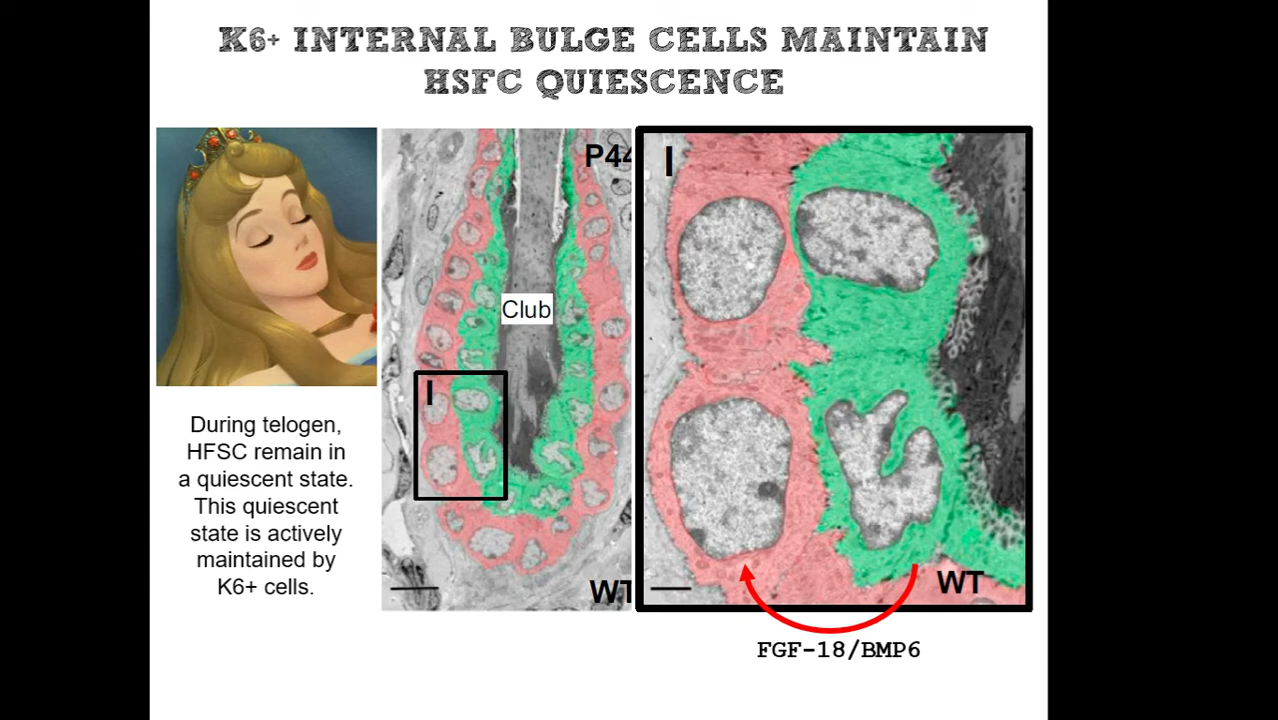 K6+ INTERNAL BULGE CELLS MAINTAIN
HSFC QUIESCENCE
During telogen,
HFSC remain in
a quiescent state.
This quiescent
state is actively
maintained by
K6+ cells.
P44
Club
I
WT
I
WT
FGF-18/BMP6